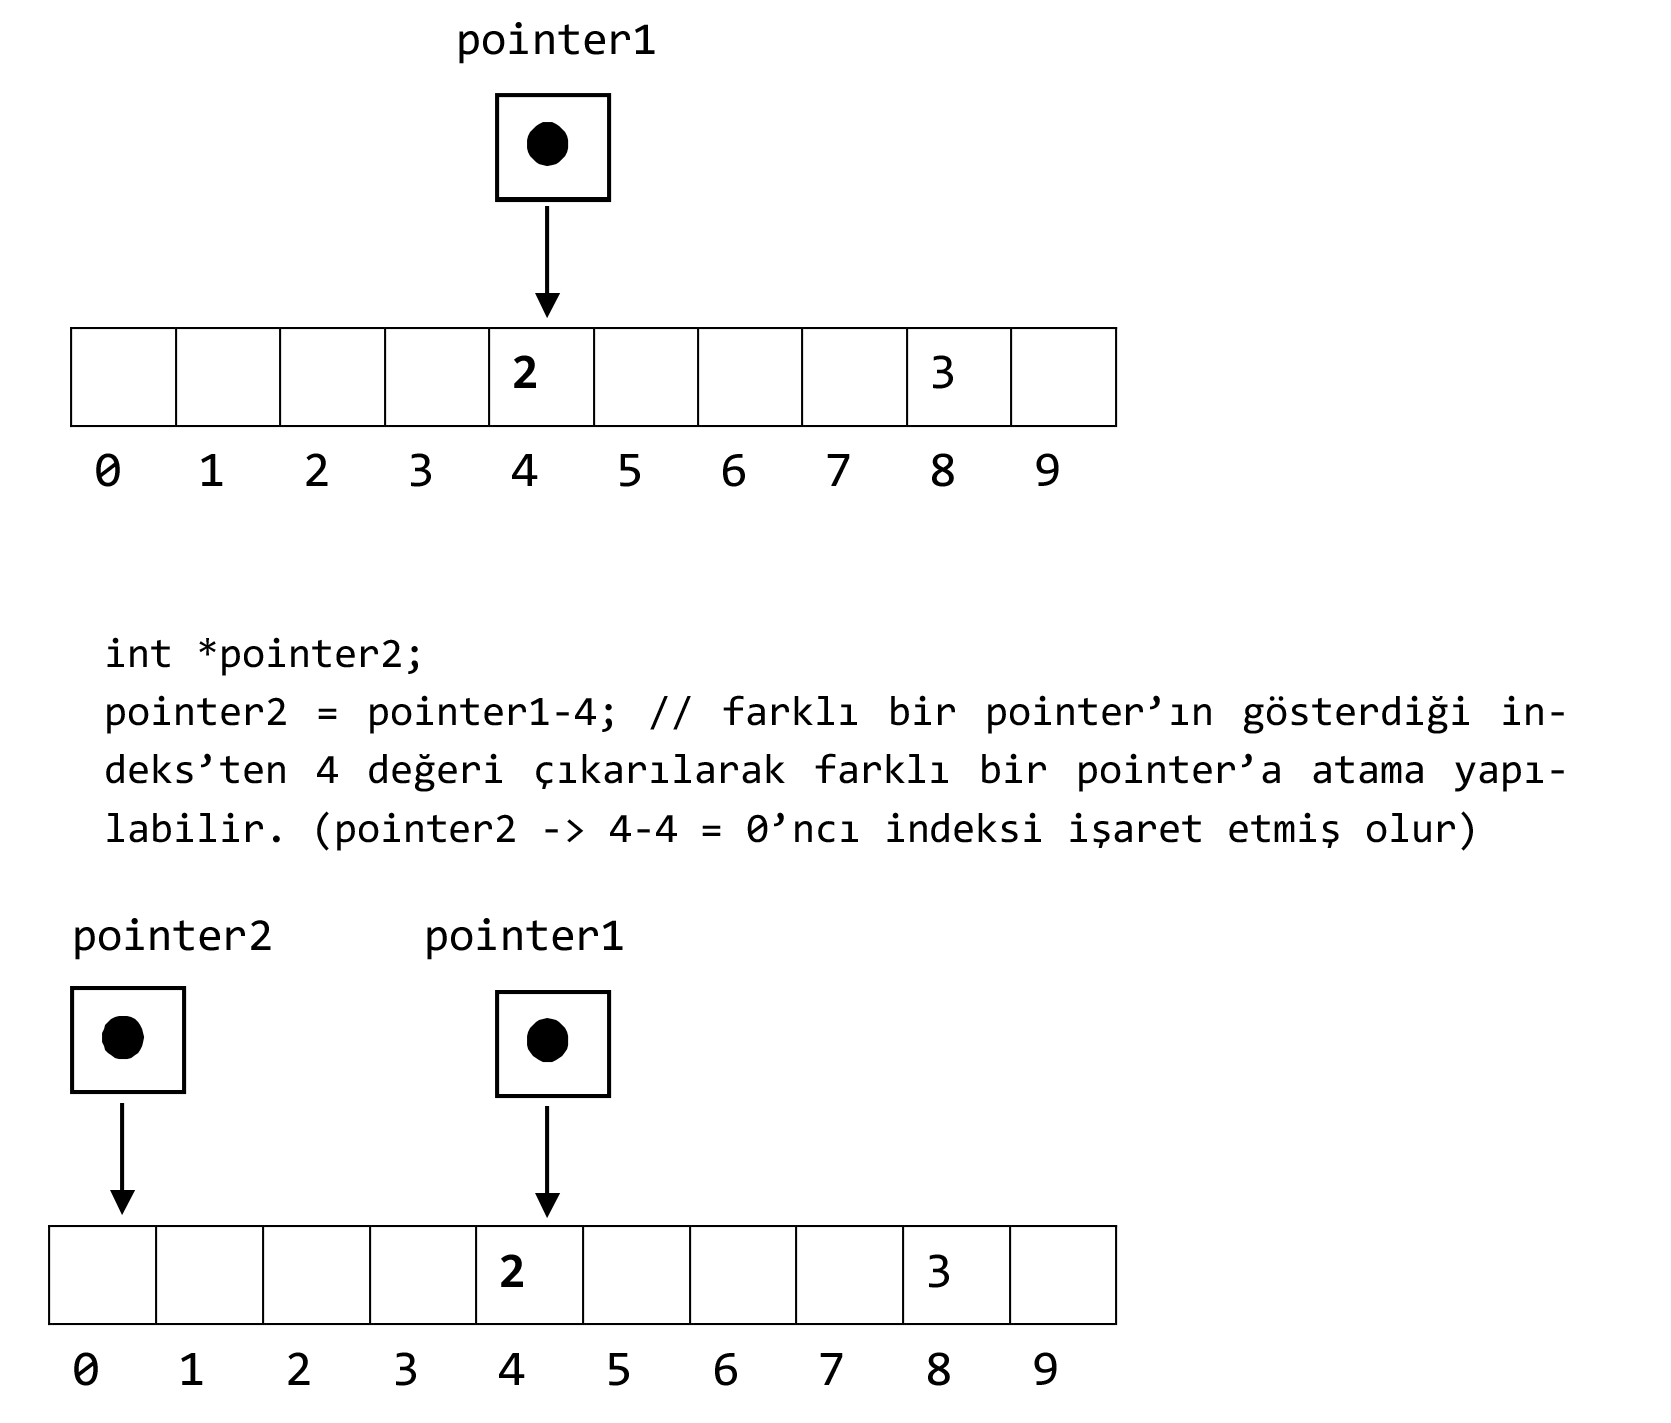 pointer1
2 3
0 1 2 3 4 5 6 7 8 9
int *pointer2;
pointer2 = pointer1-4; // farklı bir pointer’ın gösterdiği in-
deks’ten 4 değeri çıkarılarak farklı bir pointer’a atama yapı-
labilir. (pointer2 -> 4-4 = 0’ncı indeksi işaret etmiş olur)
pointer2 pointer1
2 3
0 1 2 3 4 5 6 7 8 9